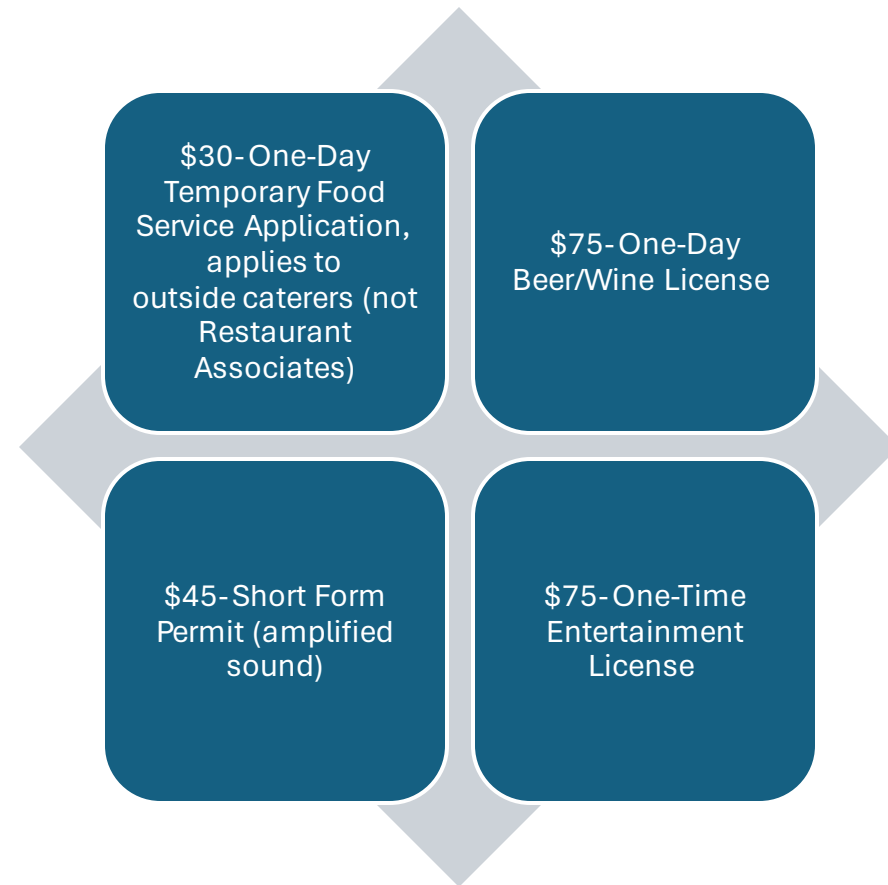 $30-One-Day
Temporary Food
Service Application,
applies to
outside caterers (not
Restaurant
Associates)
$75-One-Day
Beer/Wine License
$45-Short Form
Permit (amplified
sound)
$75-One-Time
Entertainment
License